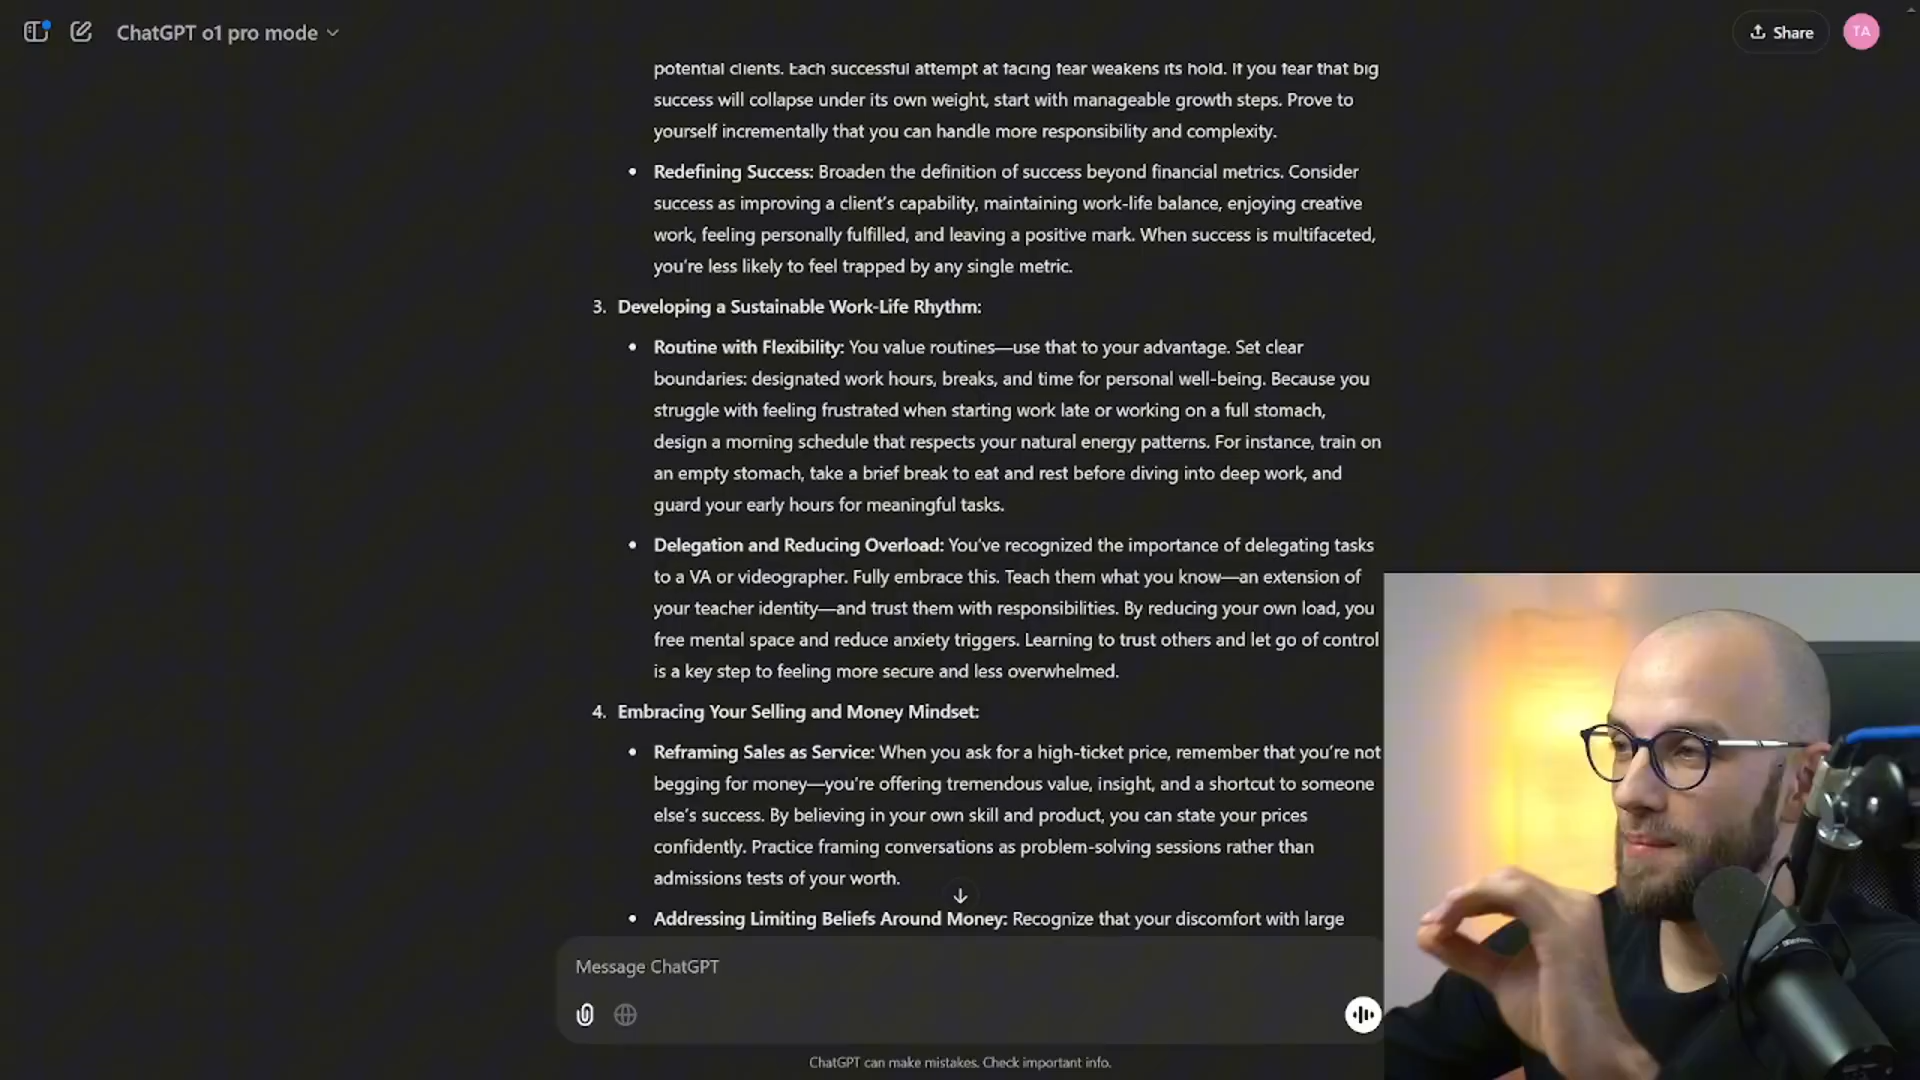 ChatGPT o1 pro mode
Share
TA
potential clients. Each successful attempt at facing fear weakens its hold. If you fear that big
success will collapse under its own weight, start with manageable growth steps. Prove to
yourself incrementally that you can handle more responsibility and complexity.
• Redefining Success: Broaden the definition of success beyond financial metrics. Consider
success as improving a client’s capability, maintaining work-life balance, enjoying creative
work, feeling personally fulfilled, and leaving a positive mark. When success is multifaceted,
you’re less likely to feel trapped by any single metric.
3. Developing a Sustainable Work-Life Rhythm:
• Routine with Flexibility: You value routines—use that to your advantage. Set clear
boundaries: designated work hours, breaks, and time for personal well-being. Because you
struggle with feeling frustrated when starting work late or working on a full stomach,
design a morning schedule that respects your natural energy patterns. For instance, train on
an empty stomach, take a brief break to eat and rest before diving into deep work, and
guard your early hours for meaningful tasks.
• Delegation and Reducing Overload: You’ve recognized the importance of delegating tasks
to a VA or videographer. Fully embrace this. Teach them what you know—an extension of
your teacher identity—and trust them with responsibilities. By reducing your own load, you
free mental space and reduce anxiety triggers. Learning to trust others and let go of control
is a key step to feeling more secure and less overwhelmed.
4. Embracing Your Selling and Money Mindset:
• Reframing Sales as Service: When you ask for a high-ticket price, remember that you’re not
begging for money—you’re offering tremendous value, insight, and a shortcut to someone
else’s success. By believing in your own skill and product, you can state your prices
confidently. Practice framing conversations as problem-solving sessions rather than
admissions tests of your worth.
• Addressing Limiting Beliefs Around Money: Recognize that your discomfort with large
Message ChatGPT
ChatGPT can make mistakes. Check important info.